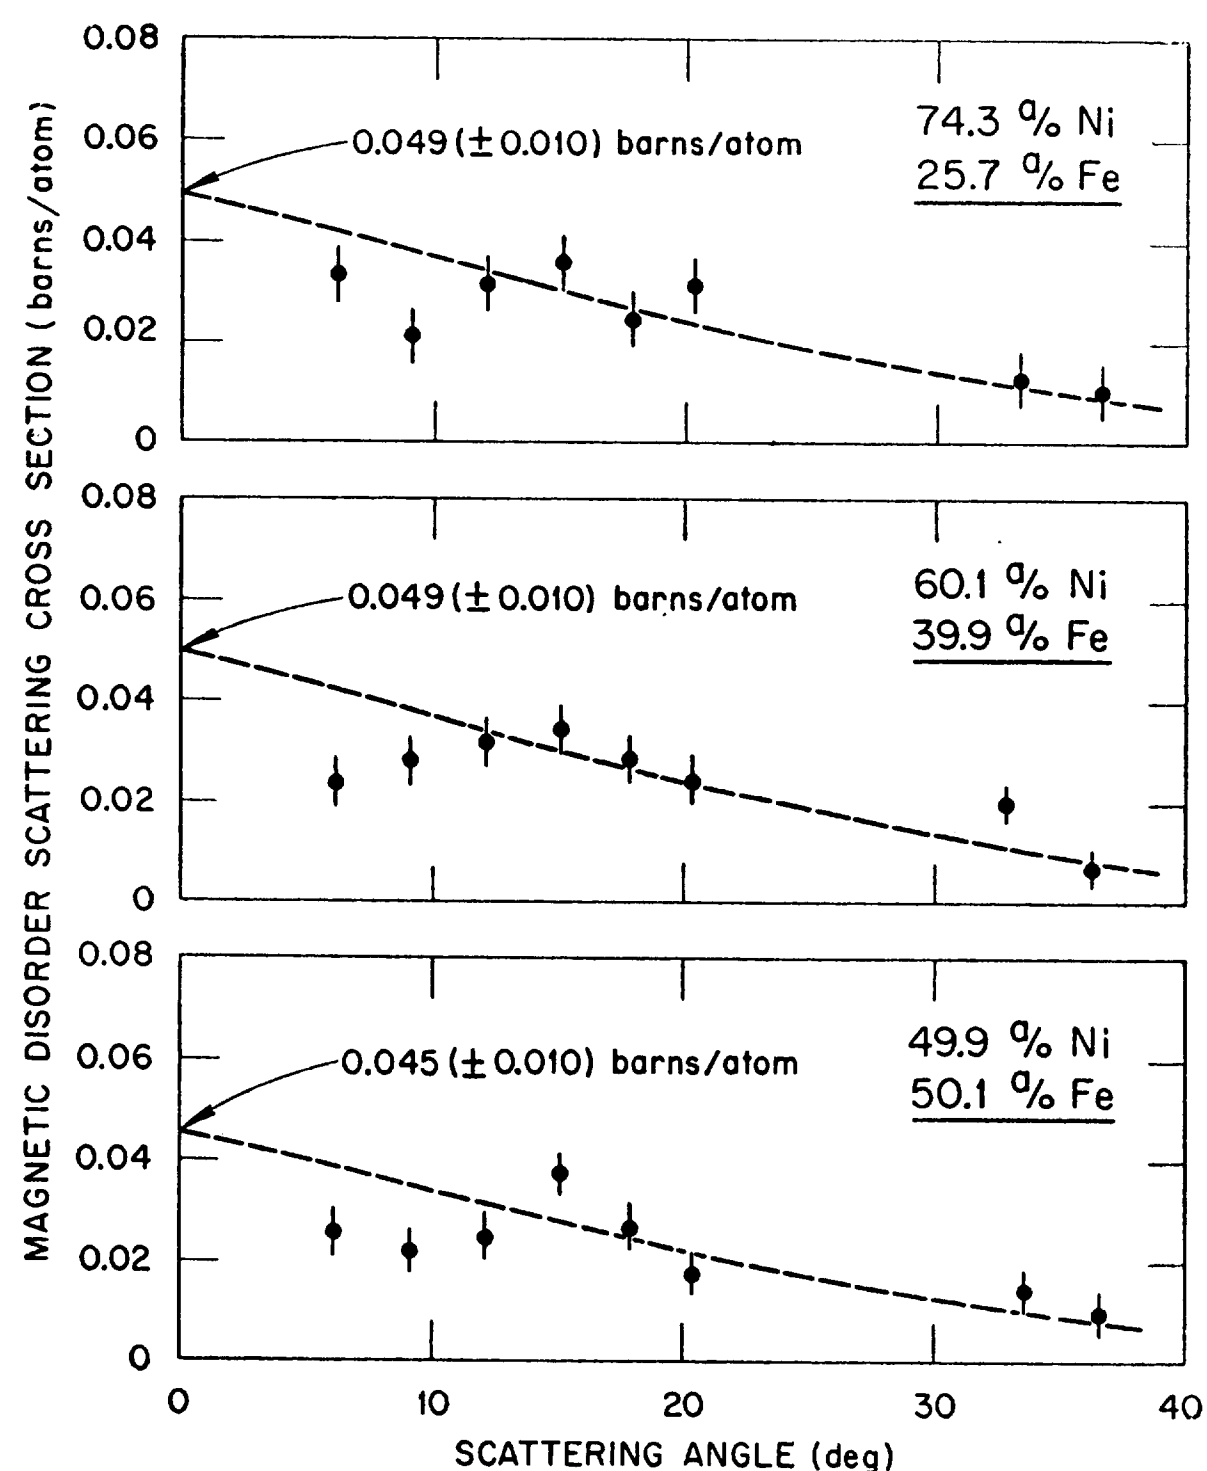 MAGNETIC DISORDER SCATTERING CROSS SECTION (barns/atom)
0.08
0.06
0.04
0.02
0
0.049 (± 0.010) barns/atom
74.3 a/o Ni
25.7 a/o Fe
0.08
0.06
0.04
0.02
0
0.049 (± 0.010) barns/atom
60.1 a/o Ni
39.9 a/o Fe
0.08
0.06
0.04
0.02
0
0.045 (± 0.010) barns/atom
49.9 a/o Ni
50.1 a/o Fe
0 10 20 30 40
SCATTERING ANGLE (deg)